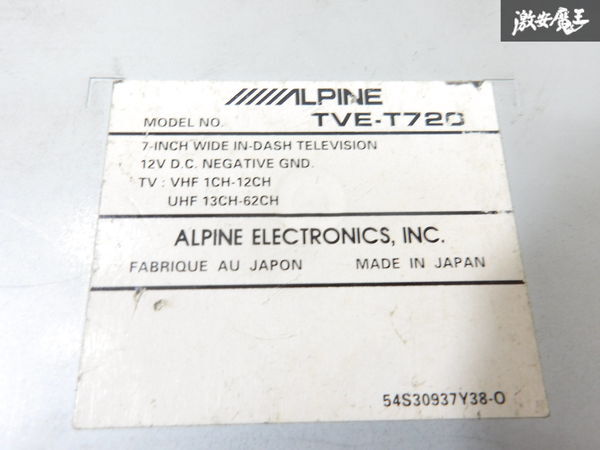 激安魔王
ALPINE
MODEL NO. TVE-T720
7-INCH WIDE IN-DASH TELEVISION
12V D.C. NEGATIVE GND.
TV : VHF 1CH-12CH
UHF 13CH-62CH
ALPINE ELECTRONICS, INC.
FABRIQUE AU JAPON MADE IN JAPAN
54S30937Y38-O